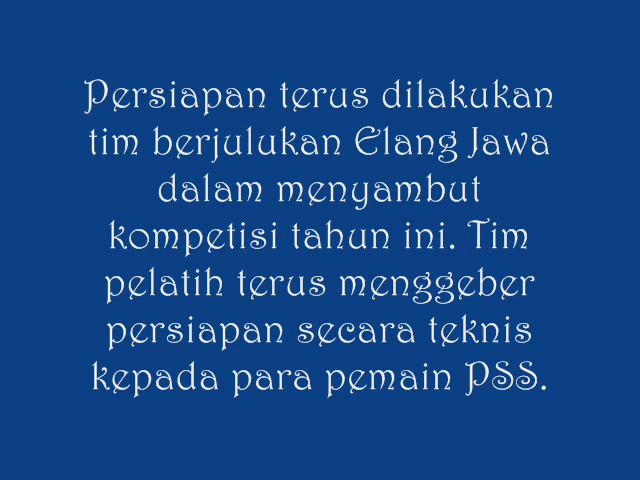 Persiapan terus dilakukan
tim berjulukan Elang Jawa
dalam menyambut
kompetisi tahun ini. Tim
pelatih terus menggeber
persiapan secara teknis
kepada para pemain PSS.